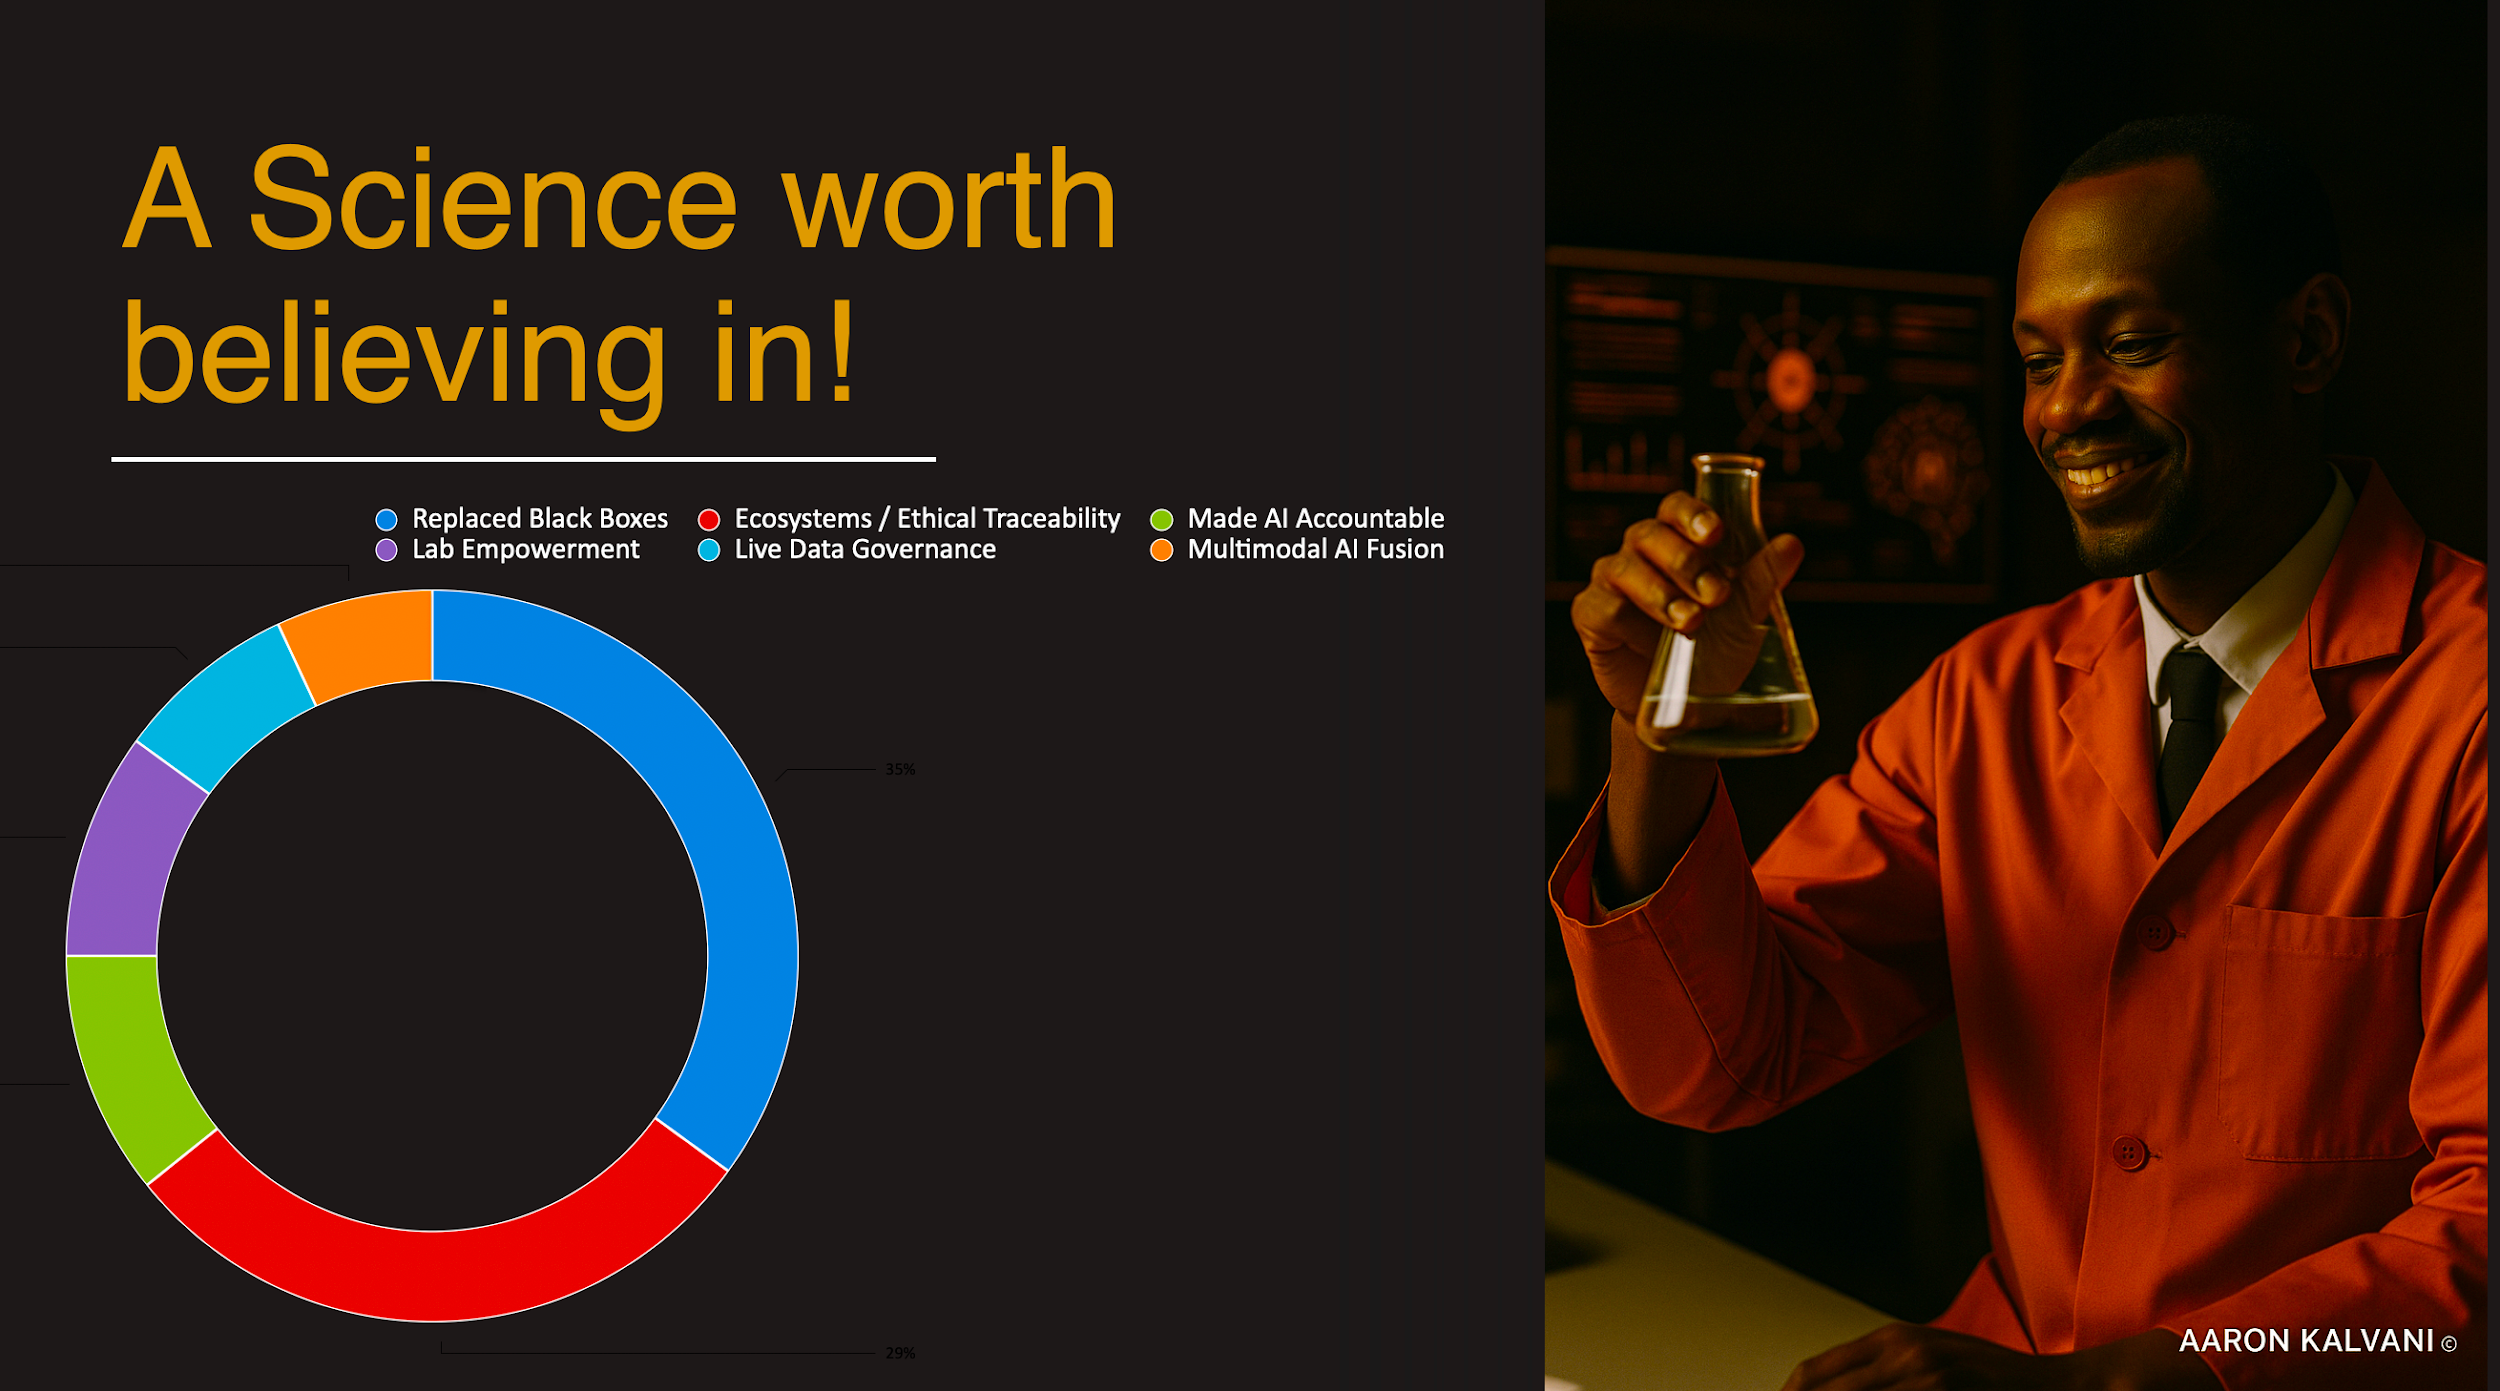 A Science worth
believing in!
Replaced Black Boxes Ecosystems / Ethical Traceability Made AI Accountable
Lab Empowerment Live Data Governance Multimodal AI Fusion
35%
29%
AARON KALVANI ©